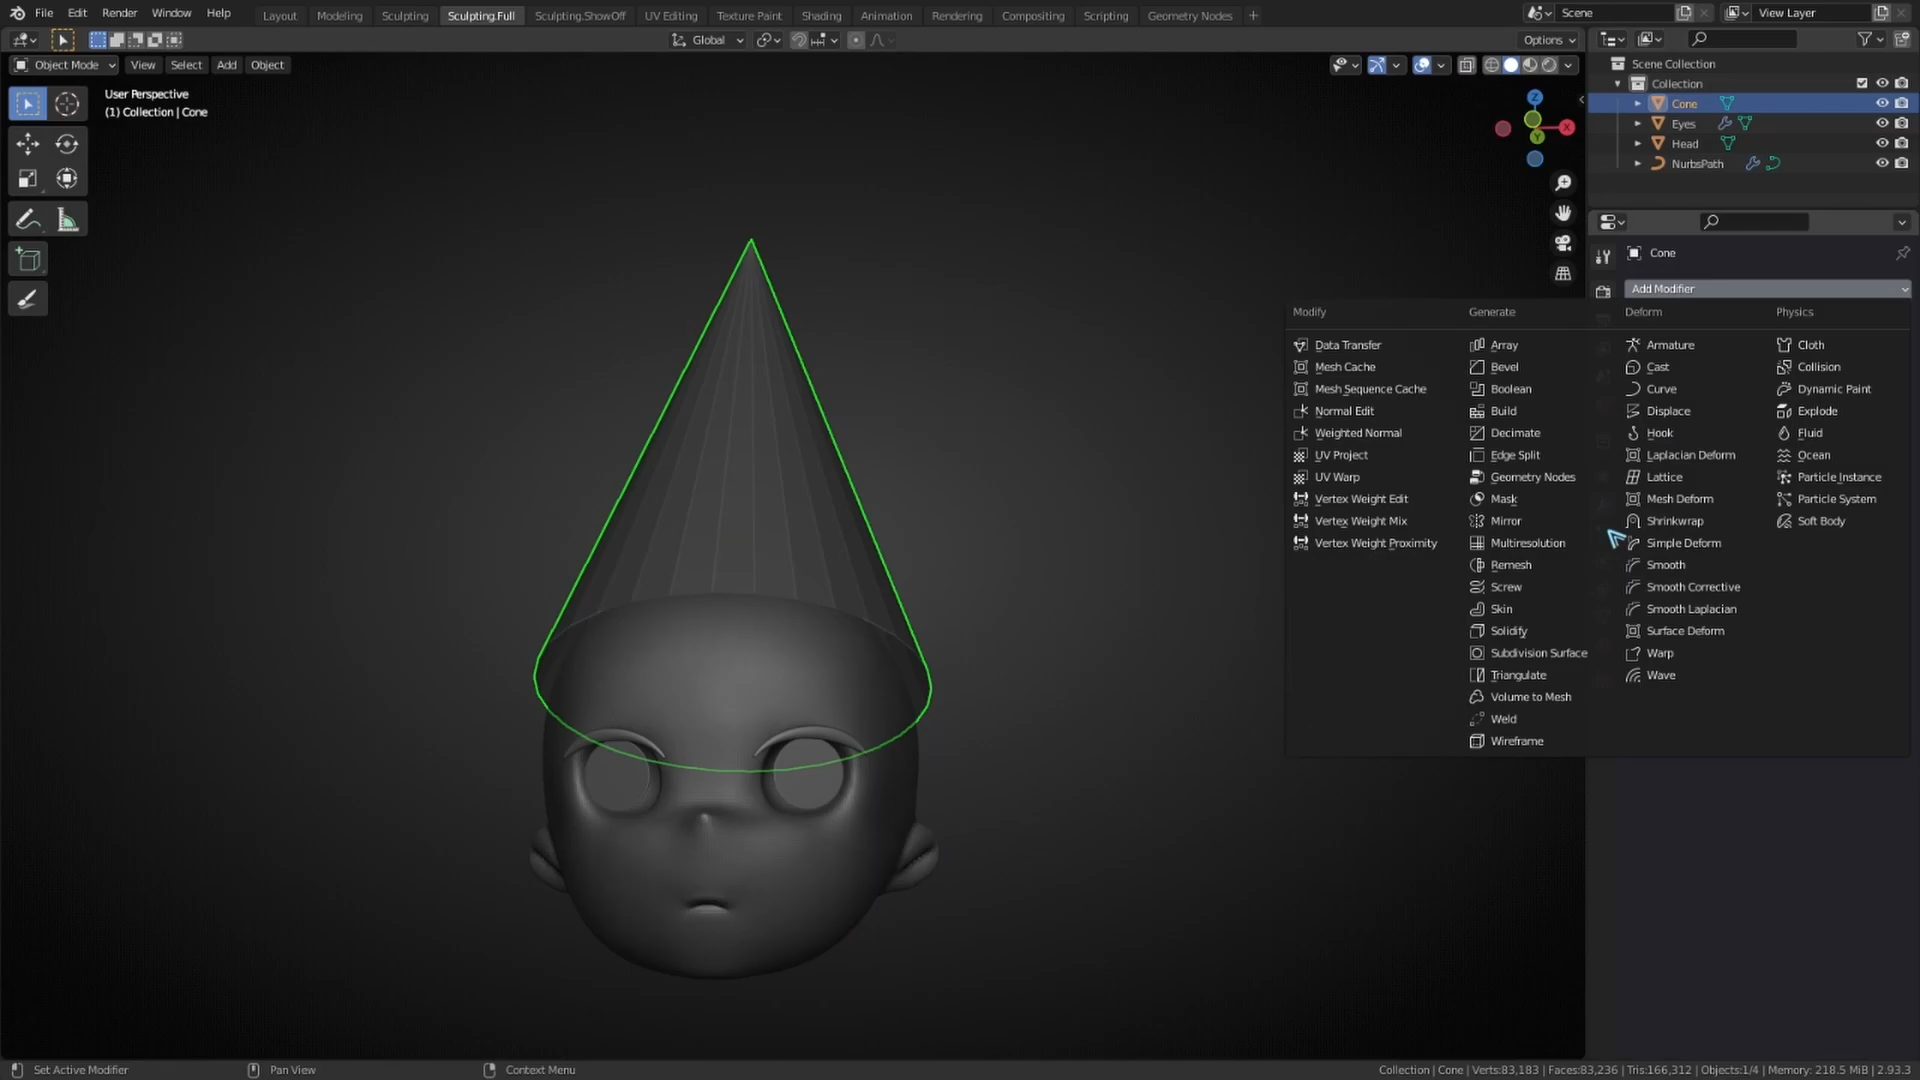 File Edit Render Window Help Layout Modeling Sculpting Sculpting.Full Sculpting.ShowOff UV Editing Texture Paint Shading Animation Rendering Compositing Scripting Geometry Nodes + Scene View Layer
Global Options
Object Mode View Select Add Object
User Perspective
(1) Collection | Cone
Z
X
Y
Scene Collection
Collection
Cone
Eyes
Head
NurbsPath
Cone
Add Modifier
Modify
Data Transfer
Mesh Cache
Mesh Sequence Cache
Normal Edit
Weighted Normal
UV Project
UV Warp
Vertex Weight Edit
Vertex Weight Mix
Vertex Weight Proximity
Generate
Array
Bevel
Boolean
Build
Decimate
Edge Split
Geometry Nodes
Mask
Mirror
Multiresolution
Remesh
Screw
Skin
Solidify
Subdivision Surface
Triangulate
Volume to Mesh
Weld
Wireframe
Deform
Armature
Cast
Curve
Displace
Hook
Laplacian Deform
Lattice
Mesh Deform
Shrinkwrap
Simple Deform
Smooth
Smooth Corrective
Smooth Laplacian
Surface Deform
Warp
Wave
Physics
Cloth
Collision
Dynamic Paint
Explode
Fluid
Ocean
Particle Instance
Particle System
Soft Body
Set Active Modifier Pan View Context Menu Collection | Cone | Verts:83,183 | Faces:83,236 | Tris:166,312 | Objects:1/4 | Memory: 218.5 MiB | 2.93.3